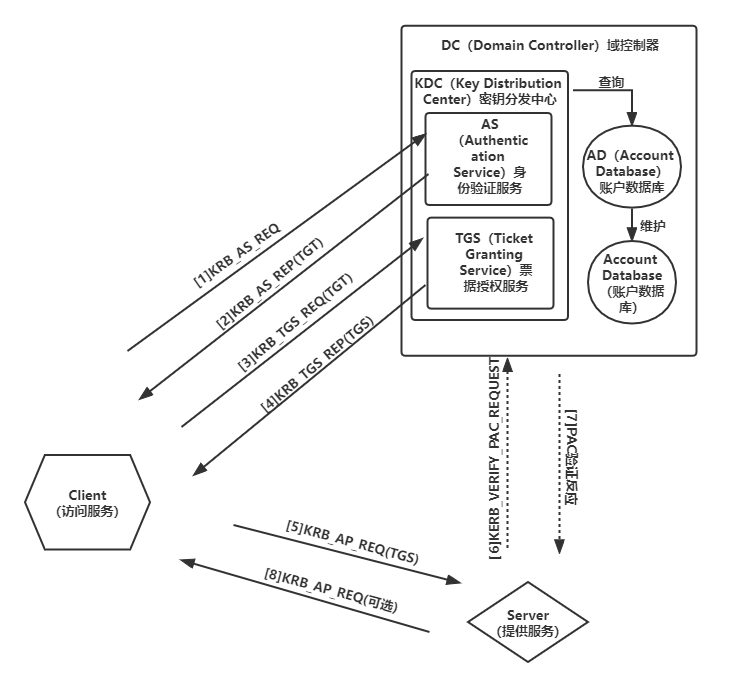 DC（Domain Controller）域控制器
KDC（Key Distribution
Center）密钥分发中心
查询
AS
（Authentic
ation
Service）身
份验证服务
AD（Account
Database）
账户数据库
维护
TGS（Ticket
Granting
Service）票
据授权服务
Account
Database
（账户数据
库）
[1]KRB_AS_REQ
[2]KRB_AS_REP(TGT)
[3]KRB_TGS_REQ(TGT)
[4]KRB_TGS_REP(TGS)
[6]KERB_VERIFY_PAC_REQUEST
[7]PAC验证反应
Client
(访问服务)
[5]KRB_AP_REQ(TGS)
[8]KRB_AP_REQ(可选)
Server
(提供服务)